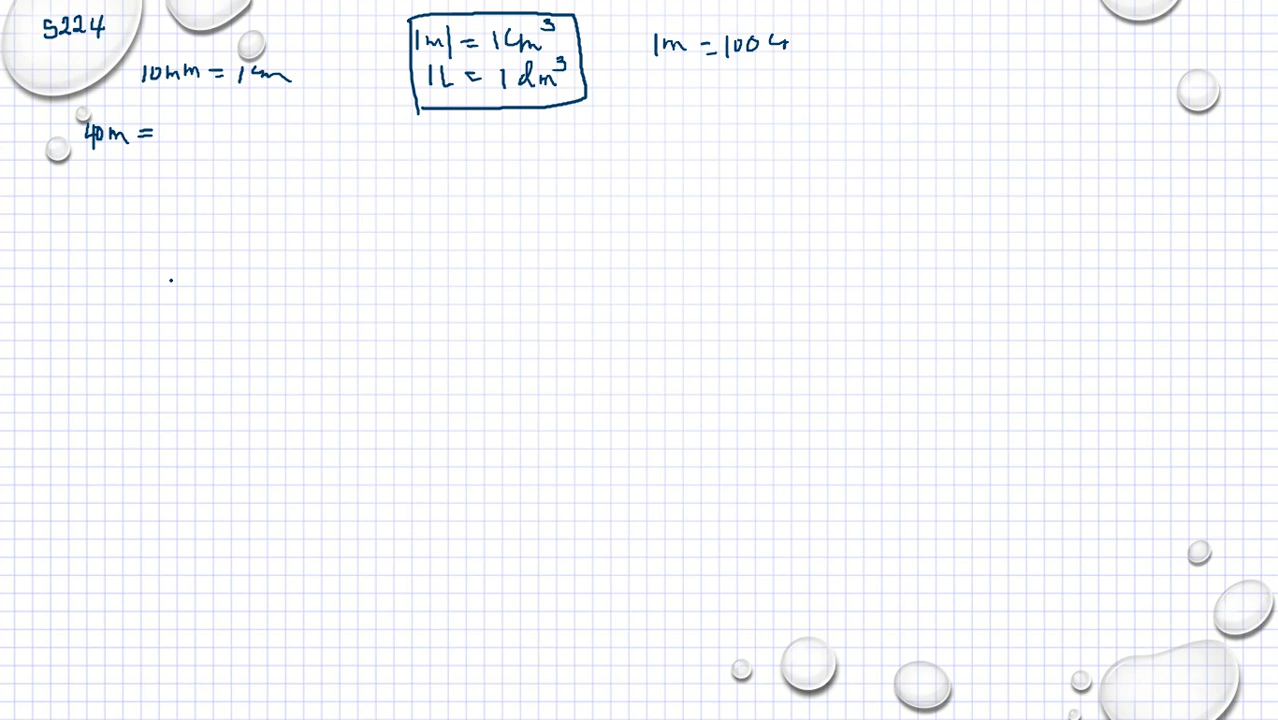 5224
10mm = 1cm
1ml = 1cm³
1L = 1dm³
1m = 100c
40m =